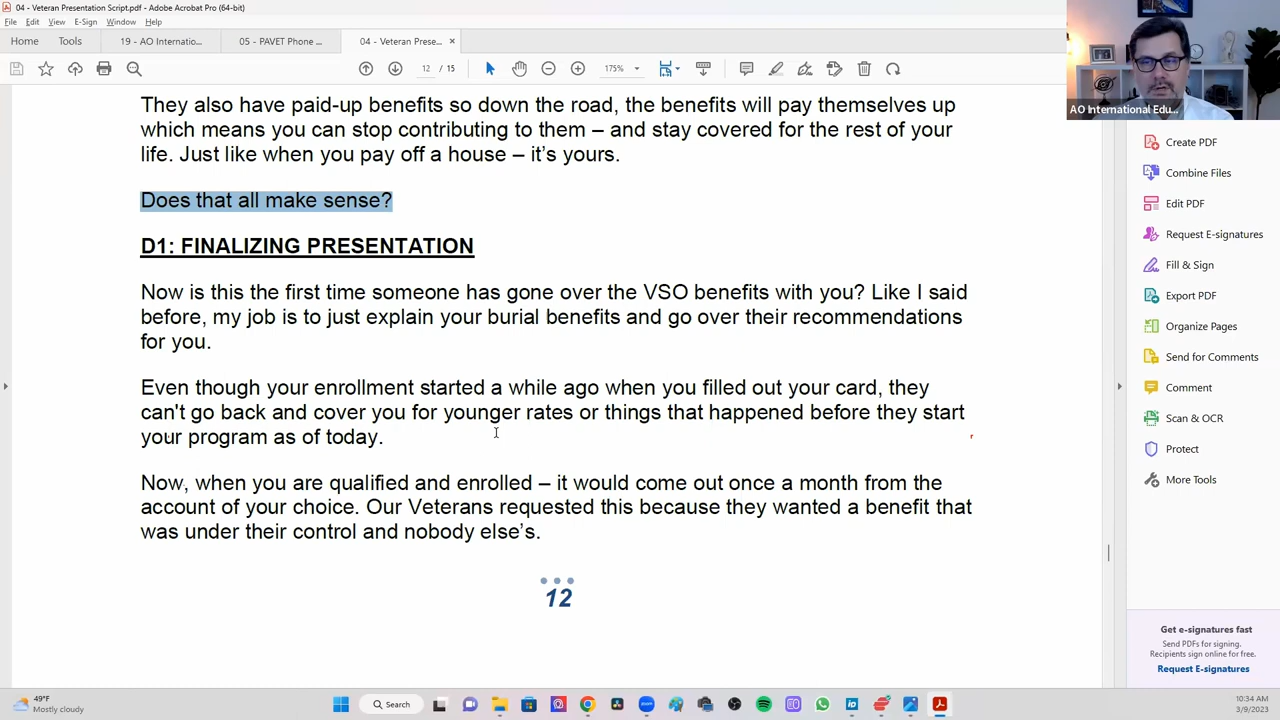 04 - Veteran Presentation Script.pdf - Adobe Acrobat Pro (64-bit)
File Edit View E-Sign Window Help
Home Tools 19 - AO Internatio... 05 - PAVET Phone ... 04 - Veteran Prese... ×
12 / 15 175%
AO International Edu...
They also have paid-up benefits so down the road, the benefits will pay themselves up
which means you can stop contributing to them – and stay covered for the rest of your
life. Just like when you pay off a house – it’s yours.
Does that all make sense?
D1: FINALIZING PRESENTATION
Now is this the first time someone has gone over the VSO benefits with you? Like I said
before, my job is to just explain your burial benefits and go over their recommendations
for you.
Even though your enrollment started a while ago when you filled out your card, they
can't go back and cover you for younger rates or things that happened before they start
your program as of today.
Now, when you are qualified and enrolled – it would come out once a month from the
account of your choice. Our Veterans requested this because they wanted a benefit that
was under their control and nobody else’s.
12
Create PDF
Combine Files
Edit PDF
Request E-signatures
Fill & Sign
Export PDF
Organize Pages
Send for Comments
Comment
Scan & OCR
Protect
More Tools
Get e-signatures fast
Send PDFs for signing.
Recipients sign online for free.
Request E-signatures
49°F
Mostly cloudy
Search
10:34 AM
3/9/2023